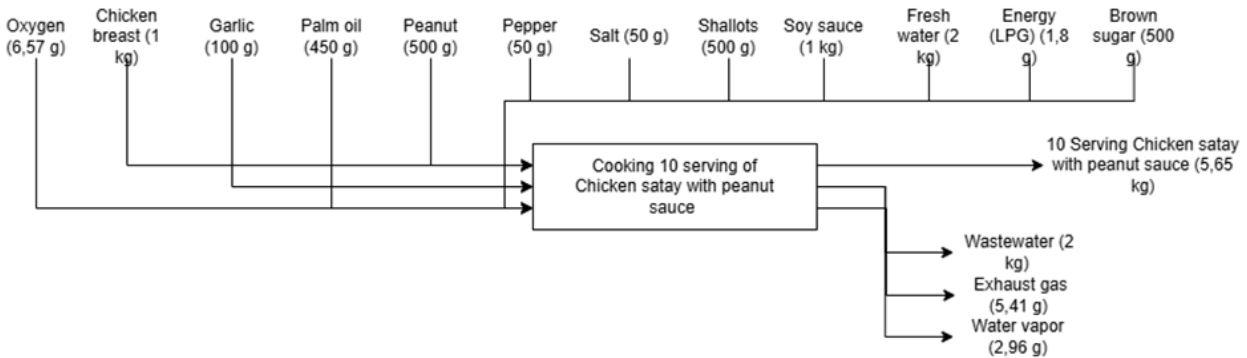 Oxygen
(6,57 g)
Chicken
breast (1
kg)
Garlic
(100 g)
Palm oil
(450 g)
Peanut
(500 g)
Pepper
(50 g)
Salt (50 g)
Shallots
(500 g)
Soy sauce
(1 kg)
Fresh
water (2
kg)
Energy
(LPG) (1,8
g)
Brown
sugar (500
g)
Cooking 10 serving of
Chicken satay with peanut
sauce
10 Serving Chicken satay
with peanut sauce (5,65
kg)
Wastewater (2
kg)
Exhaust gas
(5,41 g)
Water vapor
(2,96 g)